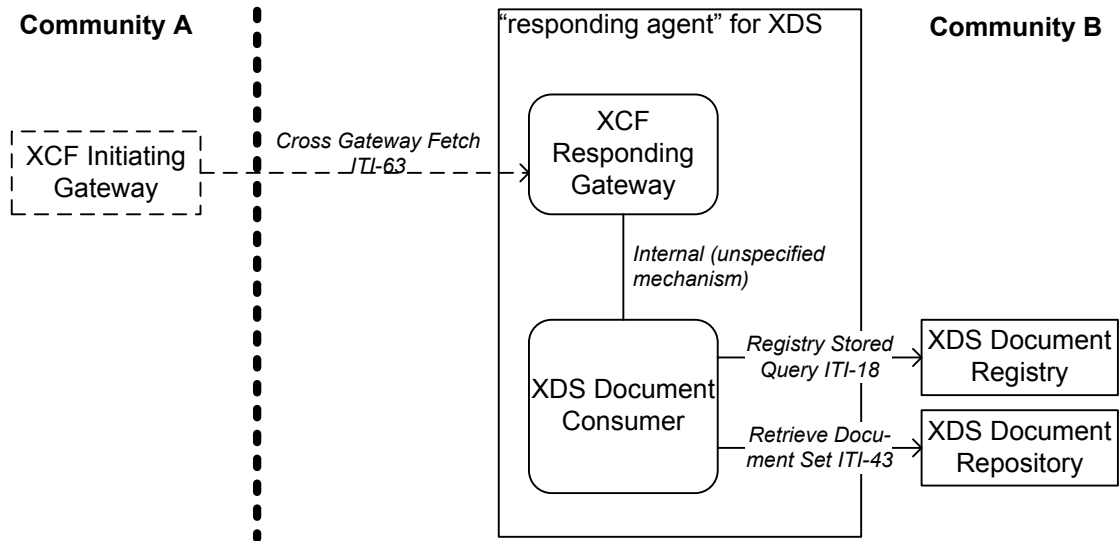 Community A
“responding agent” for XDS
Community B
XCF Initiating
Gateway
Cross Gateway Fetch
ITI-63
XCF
Responding
Gateway
Internal (unspecified
mechanism)
XDS Document
Consumer
Registry Stored
Query ITI-18
XDS Document
Registry
Retrieve Docu-
ment Set ITI-43
XDS Document
Repository